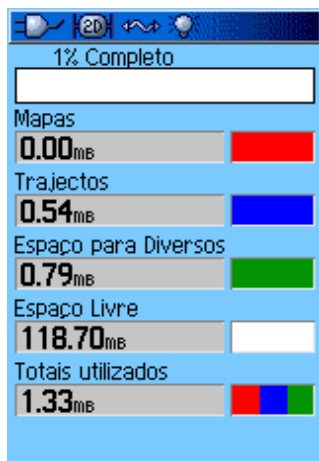 2D
1% Completo
Mapas
0.00MB
Trajectos
0.54MB
Espaço para Diversos
0.79MB
Espaço Livre
118.70MB
Totais utilizados
1.33MB